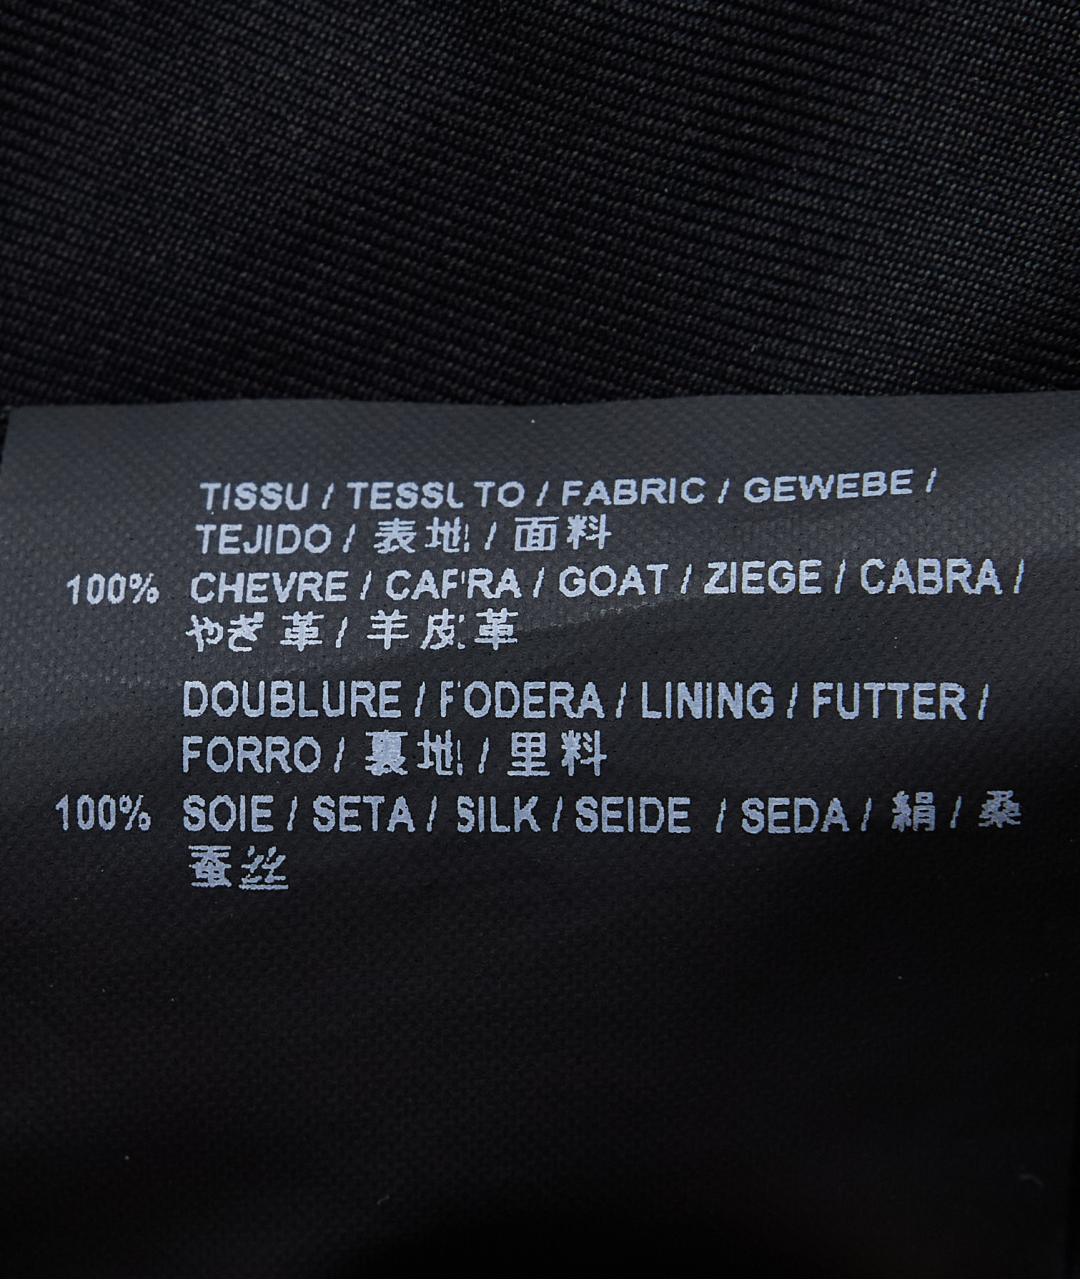 TISSU / TESSUTO / FABRIC / GEWEBE /
TEJIDO / 表地 / 面料
100% CHEVRE / CAPRA / GOAT / ZIEGE / CABRA /
やぎ革 / 羊皮革
DOUBLURE / FODERA / LINING / FUTTER /
FORRO / 裏地 / 里料
100% SOIE / SETA / SILK / SEIDE / SEDA / 絹 / 桑
蚕丝